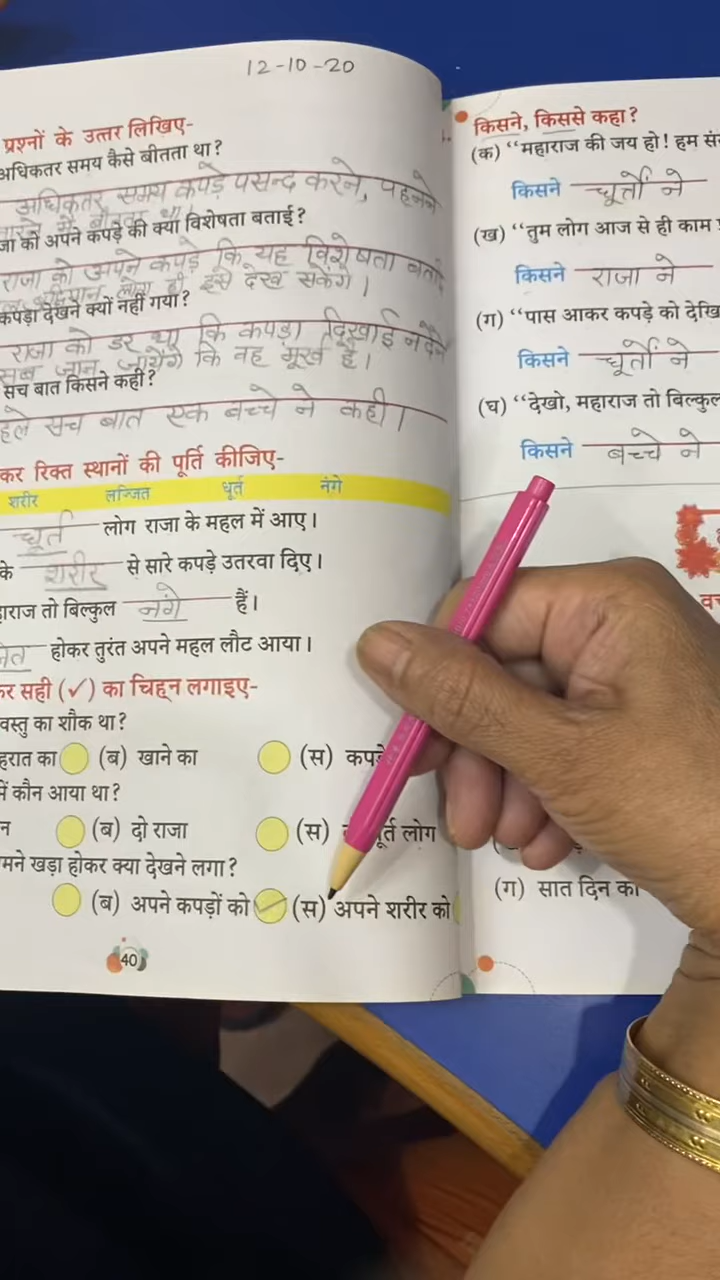 12-10-20
प्रश्नों के उत्तर लिखिए-
अधिकतर समय कैसे बीतता था?
अधिकतर समय कपड़े पसन्द करने, पहनने
में बीतता था।
जा को अपने कपड़े की क्या विशेषता बताई?
राजा को अपने कपड़े कि यह विशेषता
इसे देख सकेंगे।
कपड़ा देखने क्यों नहीं गया?
राजा को डर था कि कपड़ा दिखाई न देने
सब जान जायेंगे कि वह मूर्ख है।
सच बात किसने कही?
हले सच बात एक बच्चे ने कही।
कर रिक्त स्थानों की पूर्ति कीजिए-
शरीर लज्जित धूर्त नंगे
धूर्त लोग राजा के महल में आए।
के शरीर से सारे कपड़े उतरवा दिए।
ाराज तो बिल्कुल नंगे हैं।
होकर तुरंत अपने महल लौट आया।
कर सही (✓) का चिह्न लगाइए-
वस्तु का शौक था?
हरात का (ब) खाने का (स) कपड़े
में कौन आया था?
न (ब) दो राजा (स) धूर्त लोग
मने खड़ा होकर क्या देखने लगा?
(ब) अपने कपड़ों को (स) अपने शरीर को
40
किसने, किससे कहा?
(क) “महाराज की जय हो! हम सं
किसने धूर्तों ने
(ख) “तुम लोग आज से ही काम
किसने राजा ने
(ग) “पास आकर कपड़े को देखि
किसने धूर्तों ने
(घ) “देखो, महाराज तो बिल्कुल
किसने बच्चे ने
(ग) सात दिन का